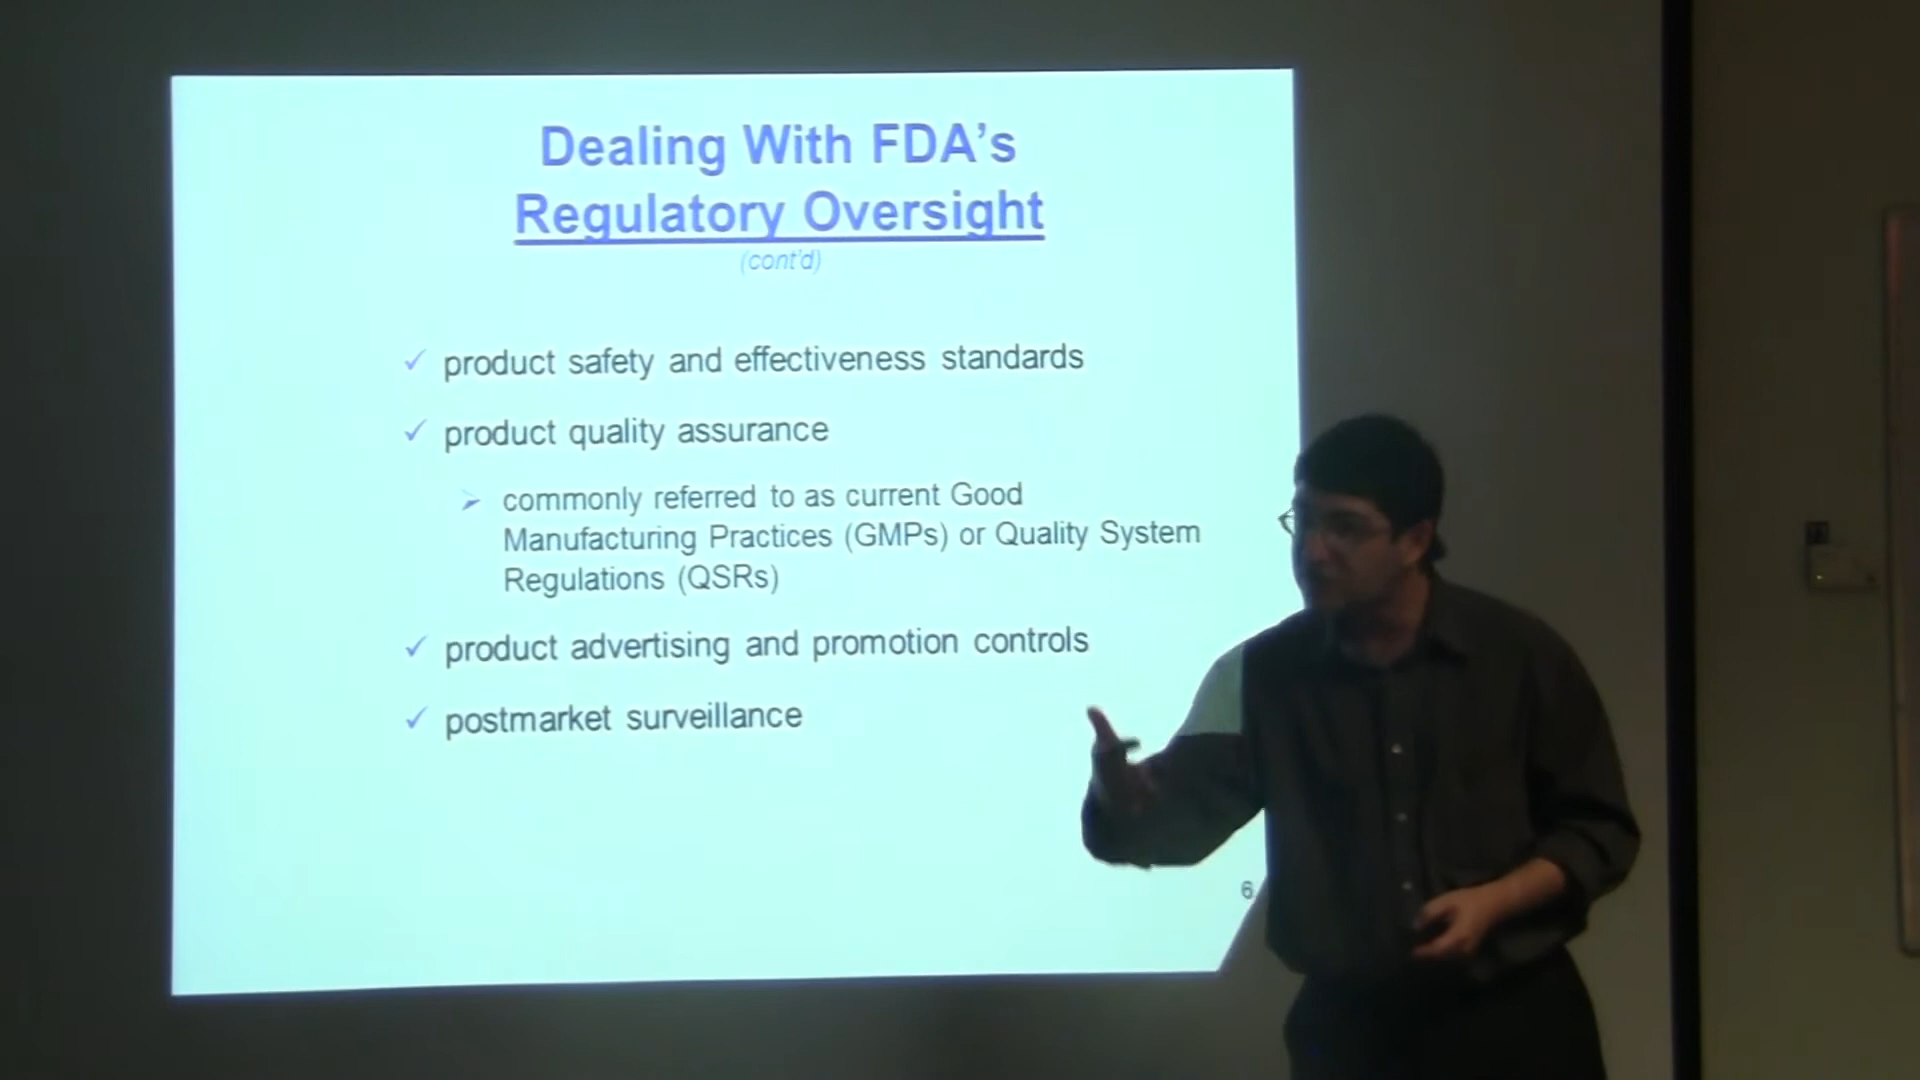 Dealing With FDA's
Regulatory Oversight
(cont'd)
✓ product safety and effectiveness standards
✓ product quality assurance
➢ commonly referred to as current Good
Manufacturing Practices (GMPs) or Quality System
Regulations (QSRs)
✓ product advertising and promotion controls
✓ postmarket surveillance
6